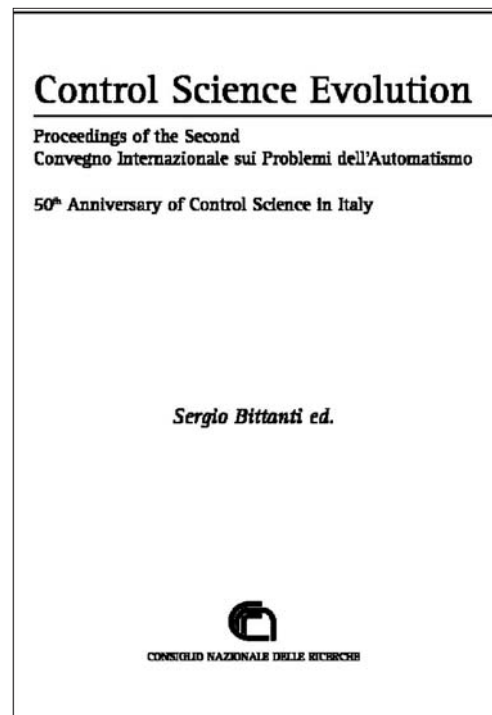 Control Science Evolution
Proceedings of the Second
Convegno Internazionale sui Problemi dell'Automatismo
50th Anniversary of Control Science in Italy
Sergio Bittanti ed.
CONSIGLIO NAZIONALE DELLE RICERCHE